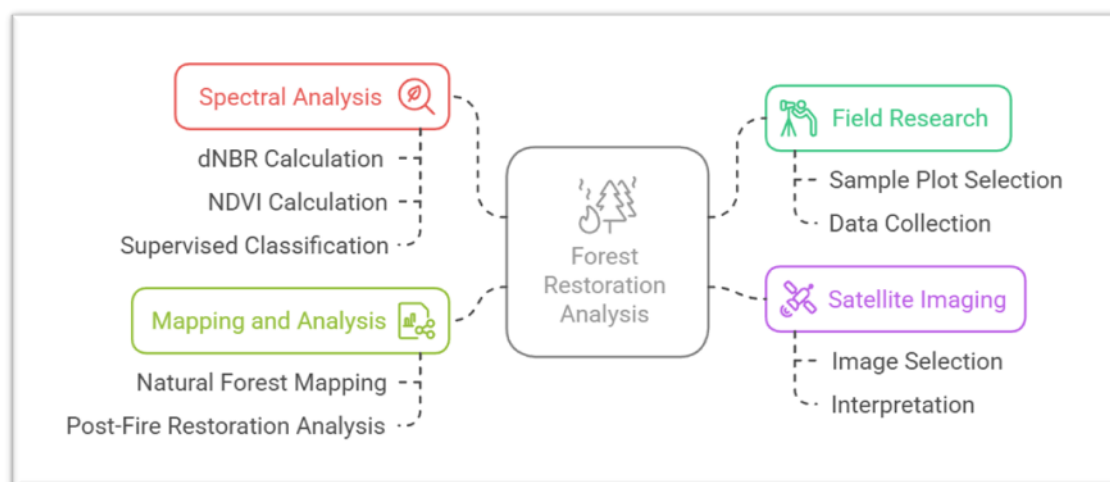 Spectral Analysis
dNBR Calculation
NDVI Calculation
Supervised Classification
Mapping and Analysis
Natural Forest Mapping
Post-Fire Restoration Analysis
Forest
Restoration
Analysis
Field Research
Sample Plot Selection
Data Collection
Satellite Imaging
Image Selection
Interpretation